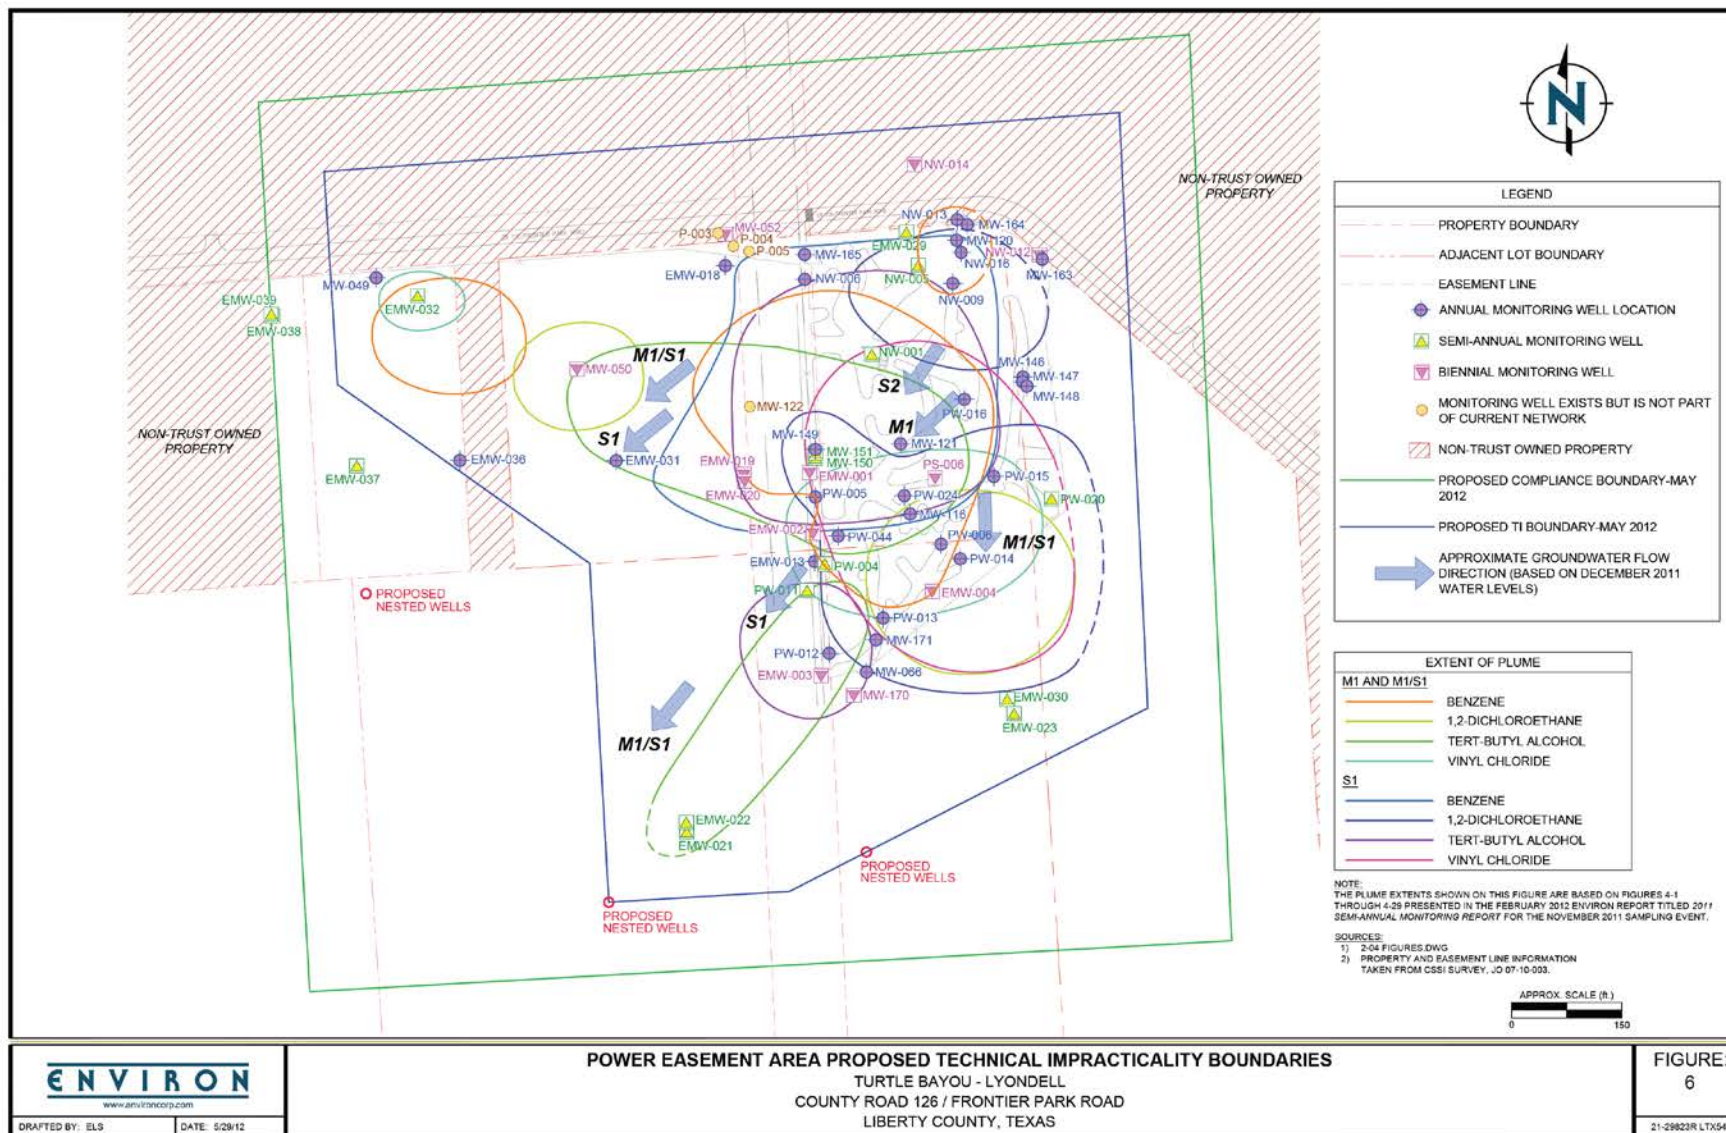 NON-TRUST OWNED
PROPERTY
NW-014
NW-013
MW-164
MW-052
P-003
P-004
P-005
EMW-029
MW-120
NW-016
NW-012
MW-163
MW-165
EMW-018
NW-006
NW-005
NW-009
MW-049
EMW-032
EMW-039
EMW-038
M1/S1
NW-001
MW-050
S2
MW-146
MW-147
MW-148
PW-016
MW-122
M1
NON-TRUST OWNED
PROPERTY
S1
MW-149
MW-121
MW-151
MW-150
EMW-036
EMW-031
EMW-037
EMW-019
EMW-001
PS-006
PW-015
EMW-020
PW-005
PW-024
PW-020
MW-116
EMW-002
PW-044
PW-006
M1/S1
EMW-013
PW-004
PW-014
PROPOSED
NESTED WELLS
PW-011
EMW-004
S1
PW-013
MW-171
PW-012
EMW-003
MW-066
MW-170
EMW-030
EMW-023
M1/S1
EMW-022
EMW-021
PROPOSED
NESTED WELLS
PROPOSED
NESTED WELLS
N
LEGEND
PROPERTY BOUNDARY
ADJACENT LOT BOUNDARY
EASEMENT LINE
ANNUAL MONITORING WELL LOCATION
SEMI-ANNUAL MONITORING WELL
BIENNIAL MONITORING WELL
MONITORING WELL EXISTS BUT IS NOT PART
OF CURRENT NETWORK
NON-TRUST OWNED PROPERTY
PROPOSED COMPLIANCE BOUNDARY-MAY
2012
PROPOSED TI BOUNDARY-MAY 2012
APPROXIMATE GROUNDWATER FLOW
DIRECTION (BASED ON DECEMBER 2011
WATER LEVELS)
EXTENT OF PLUME
M1 AND M1/S1
BENZENE
1,2-DICHLOROETHANE
TERT-BUTYL ALCOHOL
VINYL CHLORIDE
S1
BENZENE
1,2-DICHLOROETHANE
TERT-BUTYL ALCOHOL
VINYL CHLORIDE
NOTE:
THE PLUME EXTENTS SHOWN ON THIS FIGURE ARE BASED ON FIGURES 4-1
THROUGH 4-29 PRESENTED IN THE FEBRUARY 2012 ENVIRON REPORT TITLED 2011
SEMI-ANNUAL MONITORING REPORT FOR THE NOVEMBER 2011 SAMPLING EVENT.
SOURCES:
1) 2-04 FIGURES.DWG
2) PROPERTY AND EASEMENT LINE INFORMATION
TAKEN FROM CSSI SURVEY, JO 07-10-003.
APPROX. SCALE (ft.)
0 150
ENVIRON
www.environcorp.com
DRAFTED BY: ELS DATE: 5/29/12
POWER EASEMENT AREA PROPOSED TECHNICAL IMPRACTICALITY BOUNDARIES
TURTLE BAYOU - LYONDELL
COUNTY ROAD 126 / FRONTIER PARK ROAD
LIBERTY COUNTY, TEXAS
FIGURE:
6
21-29823R LTX54